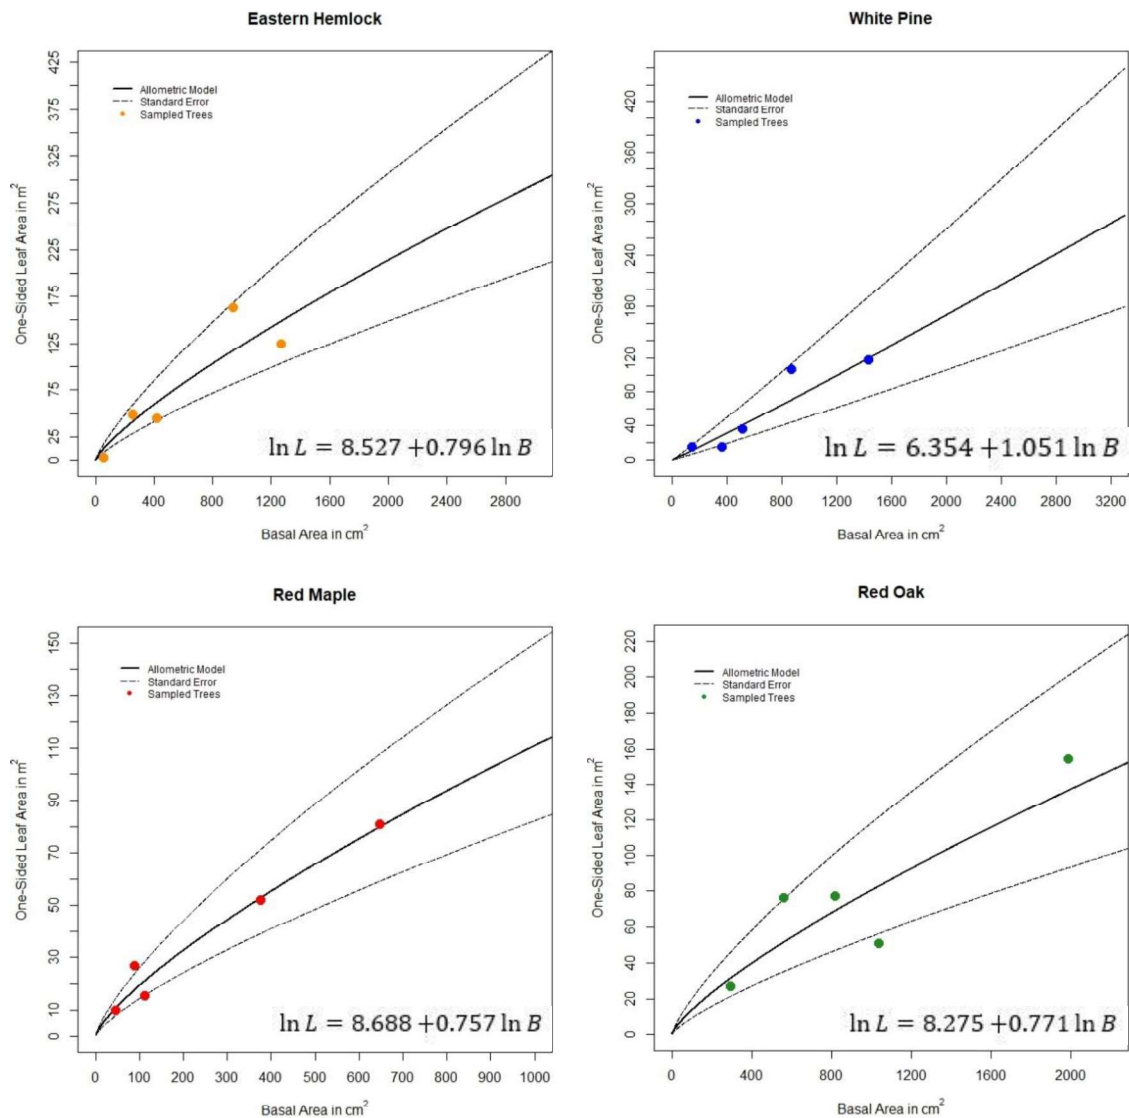 Eastern Hemlock
One-Sided Leaf Area in m²
425
375
325
275
225
175
125
75
25
0
Allometric Model
Standard Error
Sampled Trees
ln L = 8.527 +0.796 ln B
0 400 800 1200 1600 2000 2400 2800
Basal Area in cm²
White Pine
One-Sided Leaf Area in m²
420
360
300
240
180
120
80
40
0
Allometric Model
Standard Error
Sampled Trees
ln L = 6.354 +1.051 ln B
0 400 800 1200 1600 2000 2400 2800 3200
Basal Area in cm²
Red Maple
One-Sided Leaf Area in m²
150
130
110
90
70
50
30
10
0
Allometric Model
Standard Error
Sampled Trees
ln L = 8.688 +0.757 ln B
0 100 200 300 400 500 600 700 800 900 1000
Basal Area in cm²
Red Oak
One-Sided Leaf Area in m²
220
200
180
160
140
120
100
80
60
40
20
0
Allometric Model
Standard Error
Sampled Trees
ln L = 8.275 +0.771 ln B
0 400 800 1200 1600 2000
Basal Area in cm²